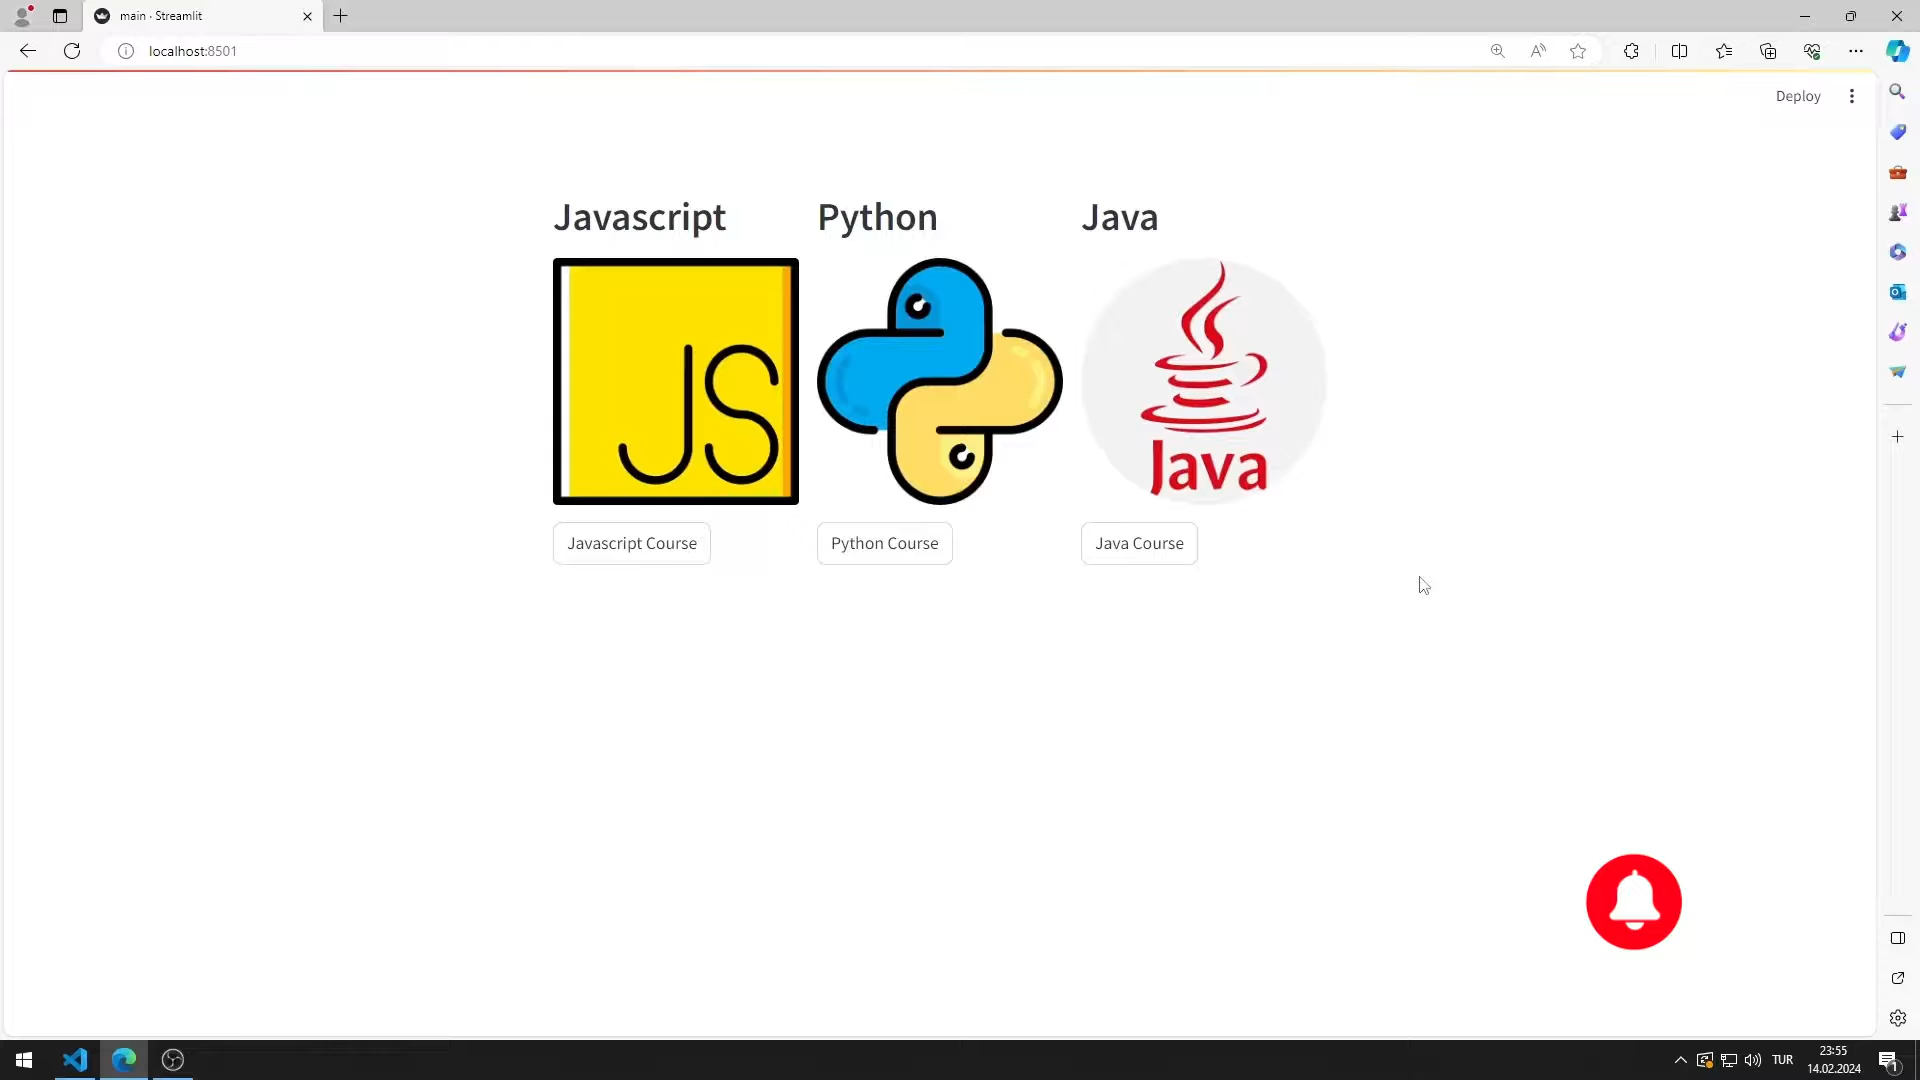 main · Streamlit
localhost:8501
Deploy
Javascript Python Java
JS
Java
Javascript Course Python Course Java Course
TUR
23:55
14.02.2024
1